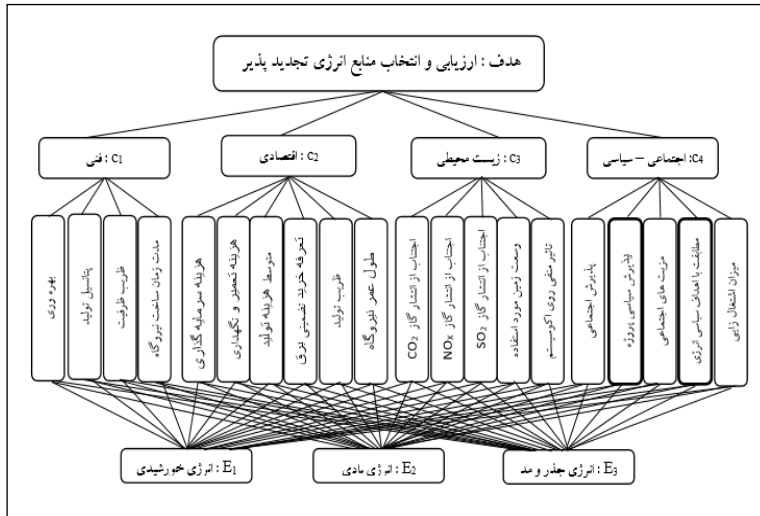 هدف : ارزیابی و انتخاب منابع انرژی تجدید پذیر
C₁ : فنی
C₂ : اقتصادی
C₃ : زیست محیطی
C₄: اجتماعی – سیاسی
بهره وری
پتانسیل تولید
ظریب ظرفیت
مدت زمان ساخت نیروگاه
هزینه سرمایه گذاری
هزینه تعمیر و نگهداری
متوسط هزینه تولید
تعرفه خرید تضمینی برق
ظریب تولید
طول عمر نیروگاه
اجتناب از انتشار گاز CO₂
اجتناب از انتشار گاز NOₓ
اجتناب از انتشار گاز SO₂
وسعت زمین مورد استفاده
تاثیر منفی روی اکوسیستم
پذیرش اجتماعی
پذیرش سیاسی پروژه
مزیت های اجتماعی
مطابقت با اهداف سیاسی انرژی
میزان اشتغال زایی
E₁ : انرژی خورشیدی
E₂ : انرژی بادی
E₃ : انرژی جذر و مد